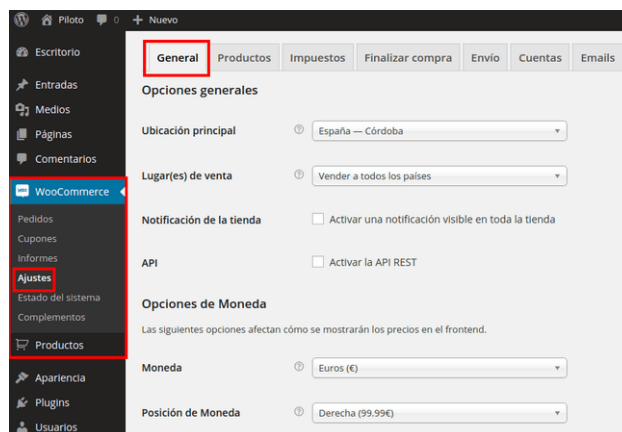 Piloto 0 + Nuevo
Escritorio
Entradas
Medios
Páginas
Comentarios
WooCommerce
Pedidos
Cupones
Informes
Ajustes
Estado del sistema
Complementos
Productos
Apariencia
Plugins
Usuarios
General Productos Impuestos Finalizar compra Envío Cuentas Emails
Opciones generales
Ubicación principal España — Córdoba
Lugar(es) de venta Vender a todos los países
Notificación de la tienda Activar una notificación visible en toda la tienda
API Activar la API REST
Opciones de Moneda
Las siguientes opciones afectan cómo se mostrarán los precios en el frontend.
Moneda Euros (€)
Posición de Moneda Derecha (99.99€)